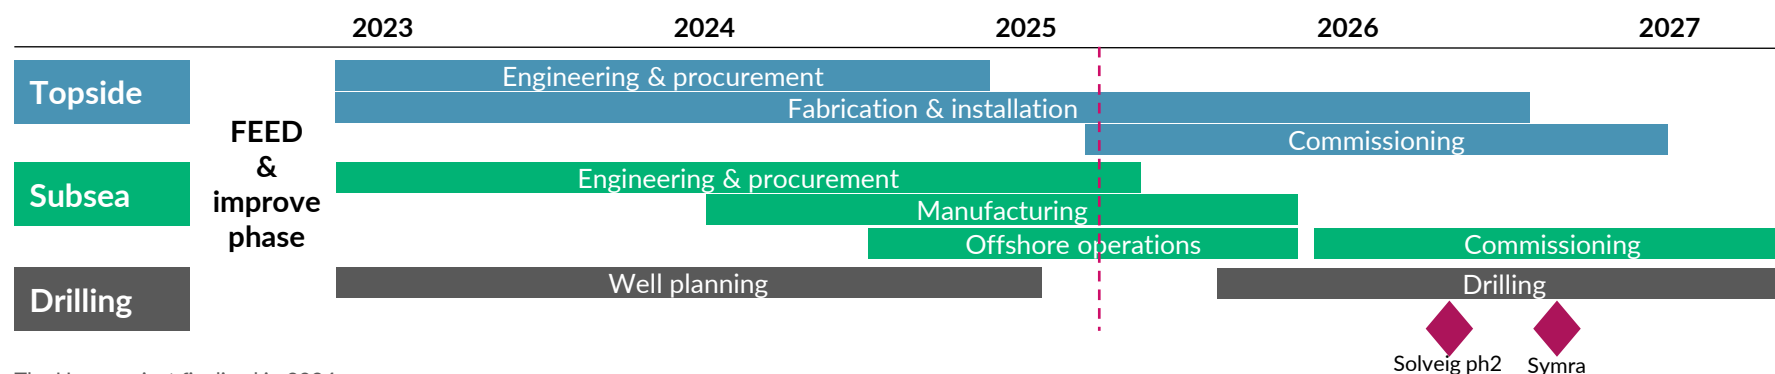 2023 2024 2025 2026 2027
Topside
FEED
&
improve
phase
Engineering & procurement
Fabrication & installation
Commissioning
Subsea
Engineering & procurement
Manufacturing
Offshore operations
Commissioning
Drilling
Well planning
Drilling
Solveig ph2
Symra